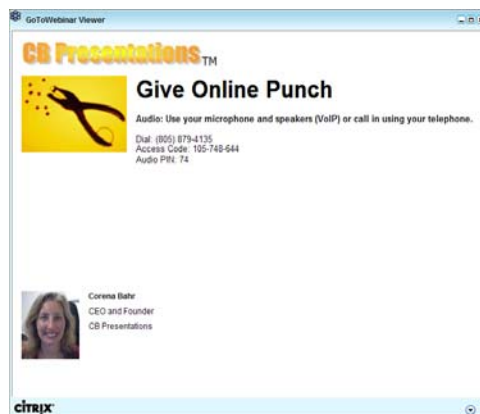 GoToWebinar Viewer
CB Presentations™
Give Online Punch
Audio: Use your microphone and speakers (VoIP) or call in using your telephone.
Dial: (805) 879-4135
Access Code: 105-748-644
Audio PIN: 74
Corena Bahr
CEO and Founder
CB Presentations
CITRIX